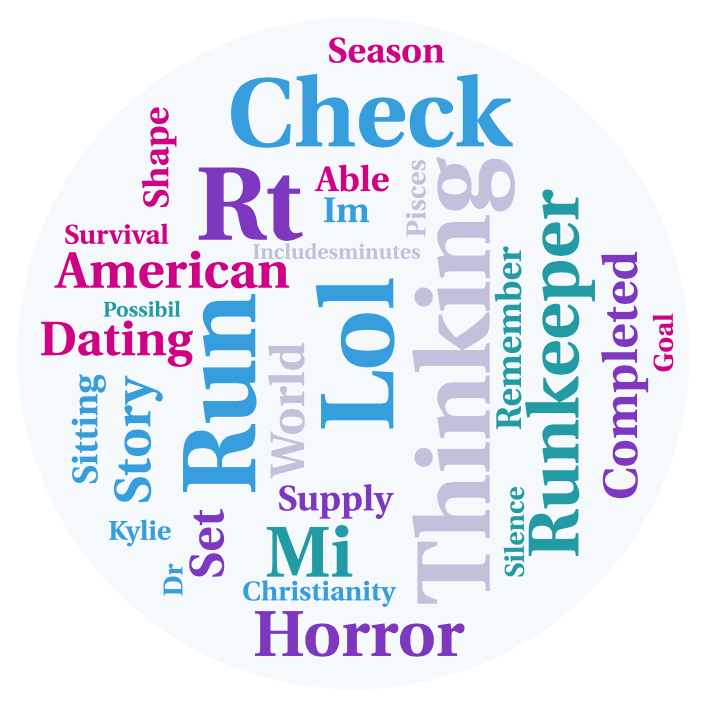 Season
Check
Shape
Rt
Able
Im
Pisces
Survival
Includesminutes
American
Possibil
Dating
Run
Lol
Thinking
Remember
Runkeeper
Completed
Goal
World
Sitting
Story
Supply
Kylie
Set
Mi
Silence
Dr
Christianity
Horror